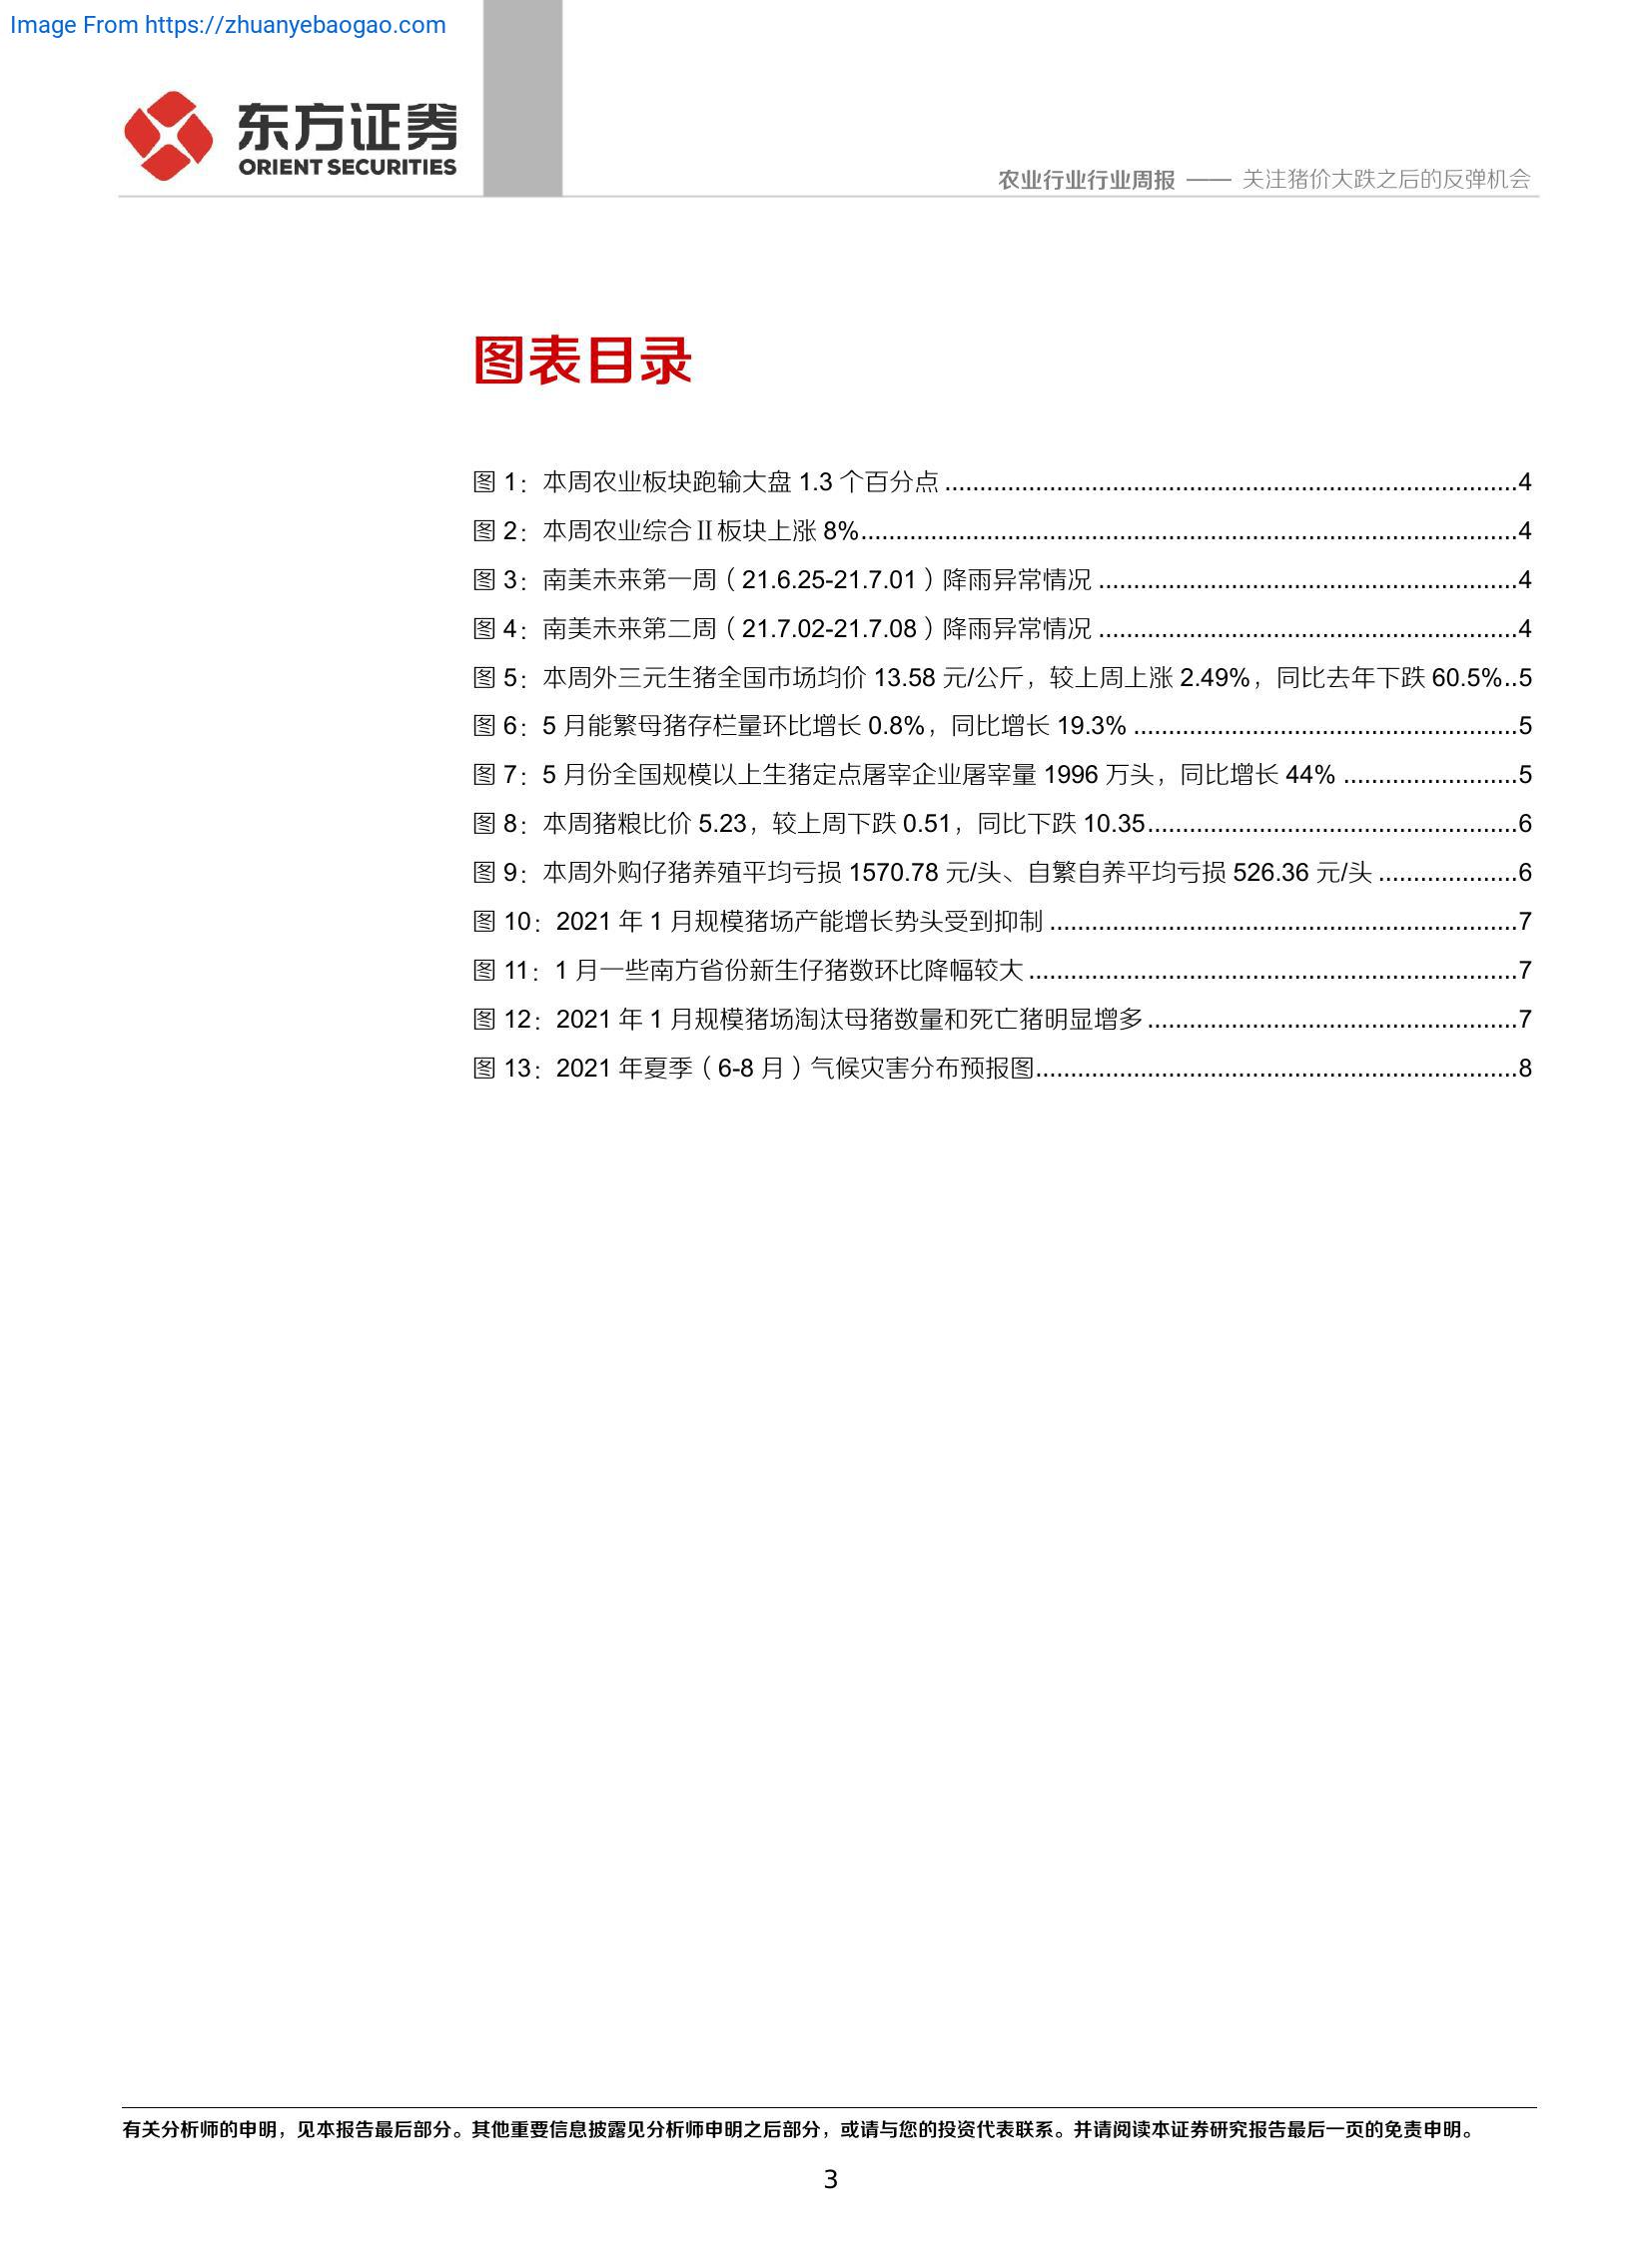 Image From https://zhuanyebaogao.com
东方证券
ORIENT SECURITIES
农业行业行业周报 —— 关注猪价大跌之后的反弹机会
图表目录
图 1：本周农业板块跑输大盘 1.3 个百分点 ................................................................................4
图 2：本周农业综合Ⅱ板块上涨 8%............................................................................................4
图 3：南美未来第一周（21.6.25-21.7.01）降雨异常情况 ...........................................................4
图 4：南美未来第二周（21.7.02-21.7.08）降雨异常情况 ...........................................................4
图 5：本周外三元生猪全国市场均价 13.58 元/公斤，较上周上涨 2.49%，同比去年下跌 60.5%..5
图 6：5 月能繁母猪存栏量环比增长 0.8%，同比增长 19.3% ......................................................5
图 7：5 月份全国规模以上生猪定点屠宰企业屠宰量 1996 万头，同比增长 44% .........................5
图 8：本周猪粮比价 5.23，较上周下跌 0.51，同比下跌 10.35....................................................6
图 9：本周外购仔猪养殖平均亏损 1570.78 元/头、自繁自养平均亏损 526.36 元/头 ....................6
图 10：2021 年 1 月规模猪场产能增长势头受到抑制 ..................................................................7
图 11：1 月一些南方省份新生仔猪数环比降幅较大 .....................................................................7
图 12：2021 年 1 月规模猪场淘汰母猪数量和死亡猪明显增多 ....................................................7
图 13：2021 年夏季（6-8 月）气候灾害分布预报图....................................................................8
有关分析师的申明，见本报告最后部分。其他重要信息披露见分析师申明之后部分，或请与您的投资代表联系。并请阅读本证券研究报告最后一页的免责申明。
3